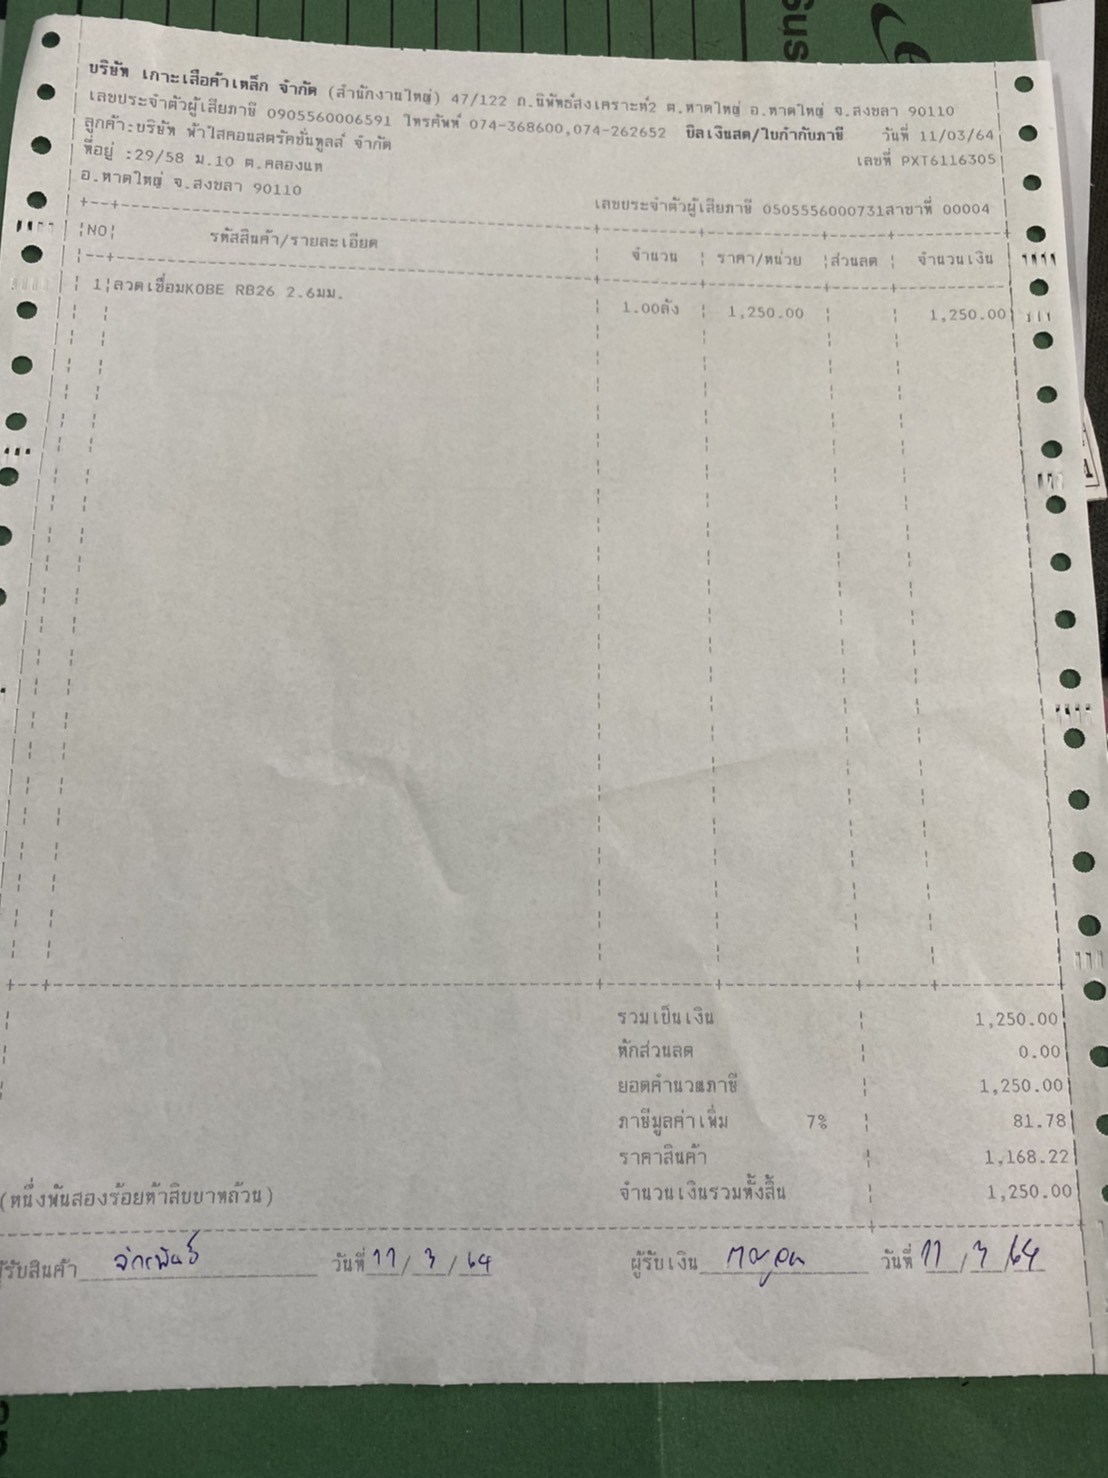 บริษัท เกาะเสือค้าเหล็ก จำกัด (สำนักงานใหญ่) 47/122 ถ.นิพัทธ์สงเคราะห์2 ต.หาดใหญ่ อ.หาดใหญ่ จ.สงขลา 90110
เลขประจำตัวผู้เสียภาษี 0905560006591 โทรศัพท์ 074-368600,074-262652 บิลเงินสด/ใบกำกับภาษี วันที่ 11/03/64
ลูกค้า:บริษัท ฟ้าใสคอนสตรัคชั่นทูลส์ จำกัด
เลขที่ PXT6116305
ที่อยู่ :29/58 ม.10 ต.คลองแห
อ.หาดใหญ่ จ.สงขลา 90110
เลขประจำตัวผู้เสียภาษี 0505556000731สาขาที่ 00004
NO รหัสสินค้า/รายละเอียด จำนวน ราคา/หน่วย ส่วนลด จำนวนเงิน
1 ลวดเชื่อมKOBE RB26 2.6มม. 1.00ลัง 1,250.00 1,250.00
รวมเป็นเงิน 1,250.00
หักส่วนลด 0.00
ยอดคำนวณภาษี 1,250.00
ภาษีมูลค่าเพิ่ม 7% 81.78
ราคาสินค้า 1,168.22
(หนึ่งพันสองร้อยห้าสิบบาทถ้วน) จำนวนเงินรวมทั้งสิ้น 1,250.00
ผู้รับสินค้า วันที่ 11/3/64 ผู้รับเงิน วันที่ 11/3/64